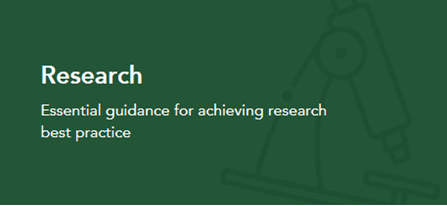 Research
Essential guidance for achieving research
best practice